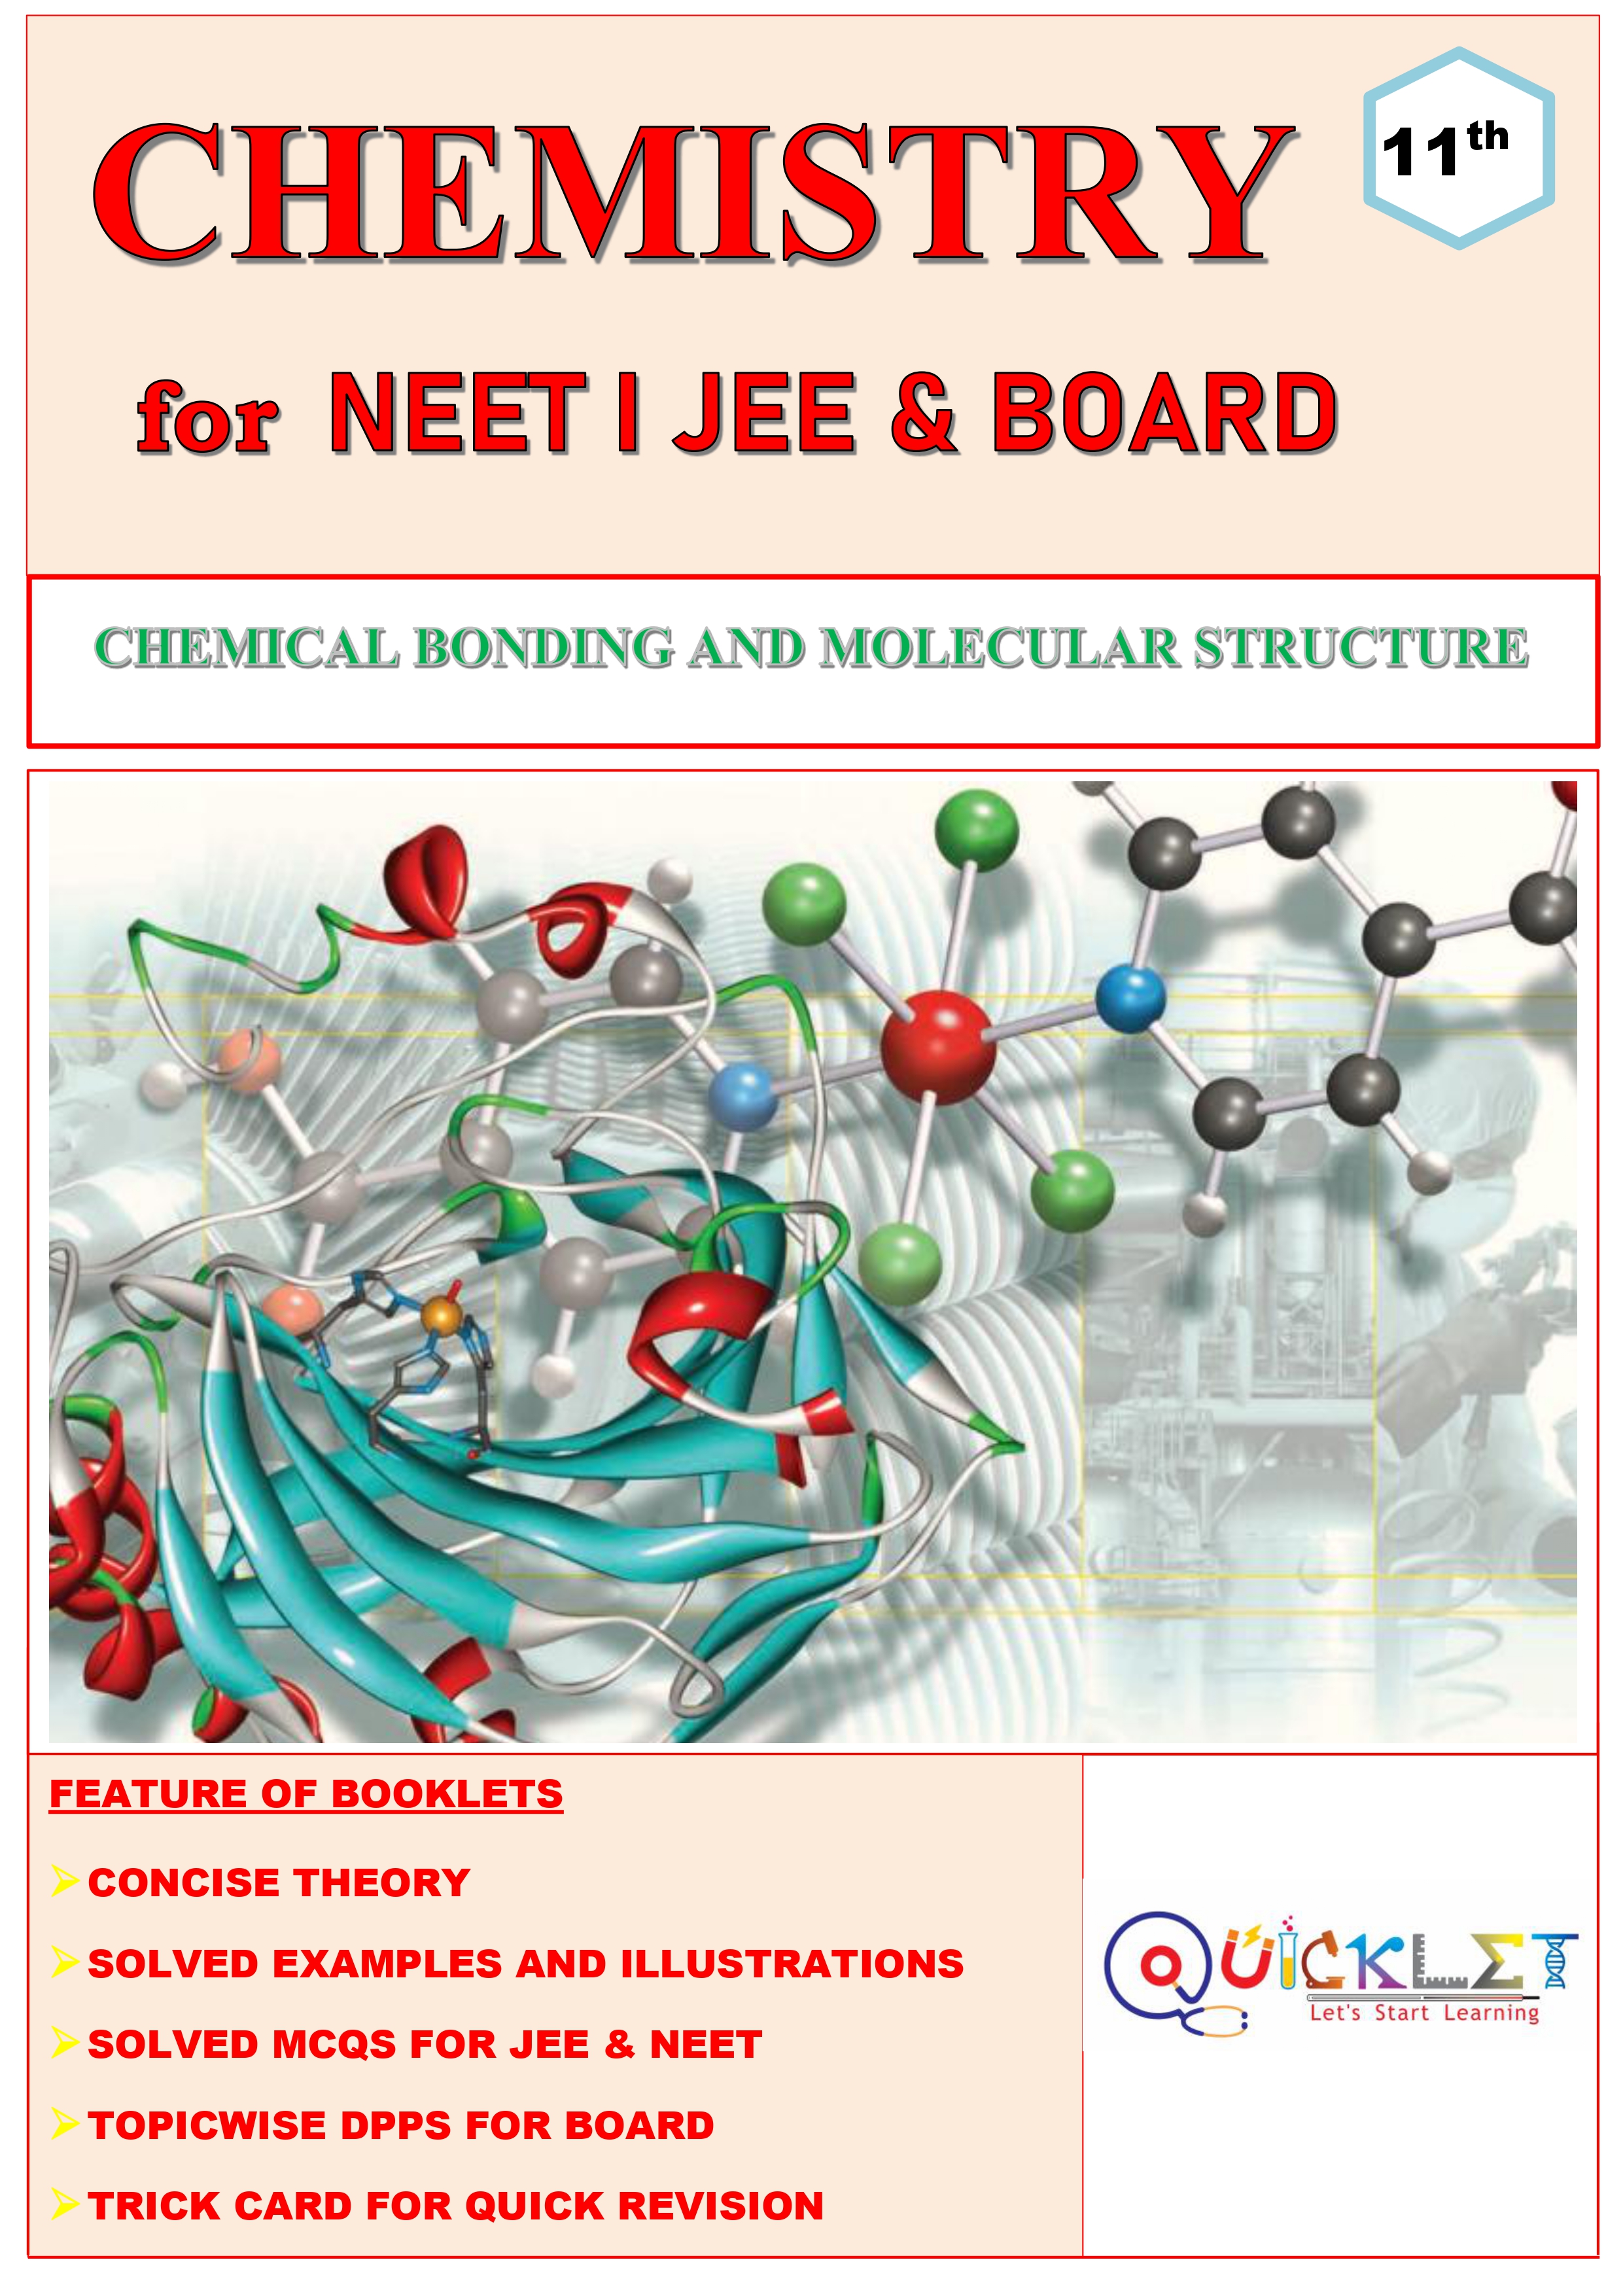 CHEMISTRY
11th
for NEET I JEE & BOARD
CHEMICAL BONDING AND MOLECULAR STRUCTURE
FEATURE OF BOOKLETS
CONCISE THEORY
SOLVED EXAMPLES AND ILLUSTRATIONS
SOLVED MCQS FOR JEE & NEET
TOPICWISE DPPS FOR BOARD
TRICK CARD FOR QUICK REVISION
QUICKLET
Let's Start Learning